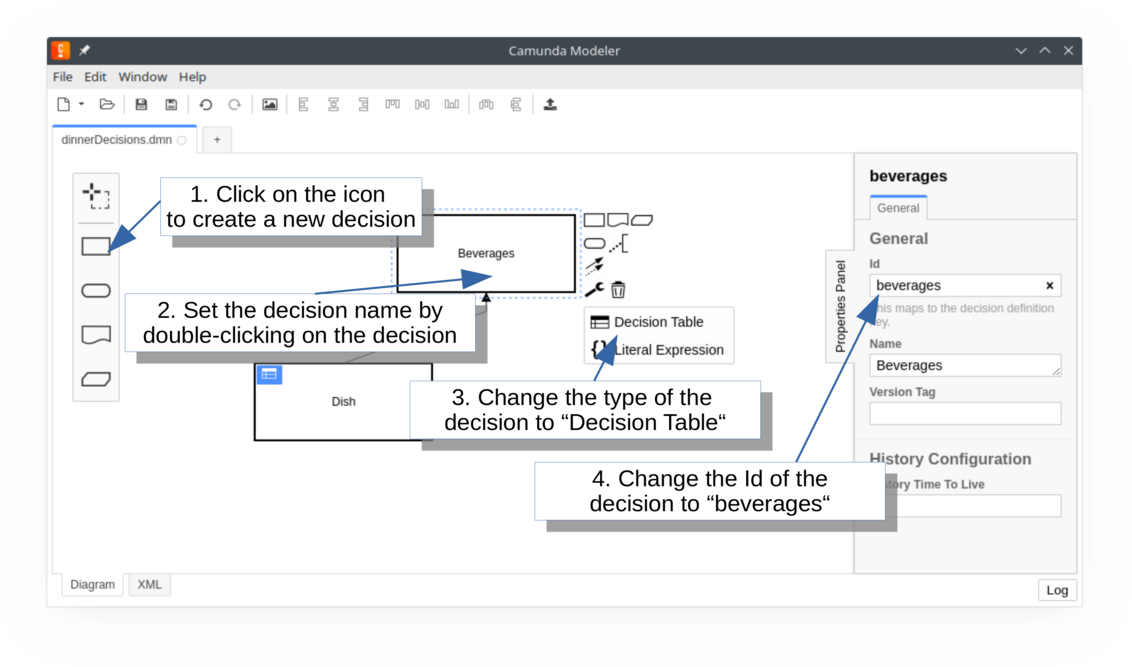 Camunda Modeler
File Edit Window Help
dinnerDecisions.dmn
+
1. Click on the icon
to create a new decision
Beverages
2. Set the decision name by
double-clicking on the decision
Decision Table
Literal Expression
Dish
3. Change the type of the
decision to “Decision Table“
4. Change the Id of the
decision to “beverages“
Properties Panel
beverages
General
General
Id
beverages
This maps to the decision definition
key.
Name
Beverages
Version Tag
History Configuration
History Time To Live
Diagram XML
Log